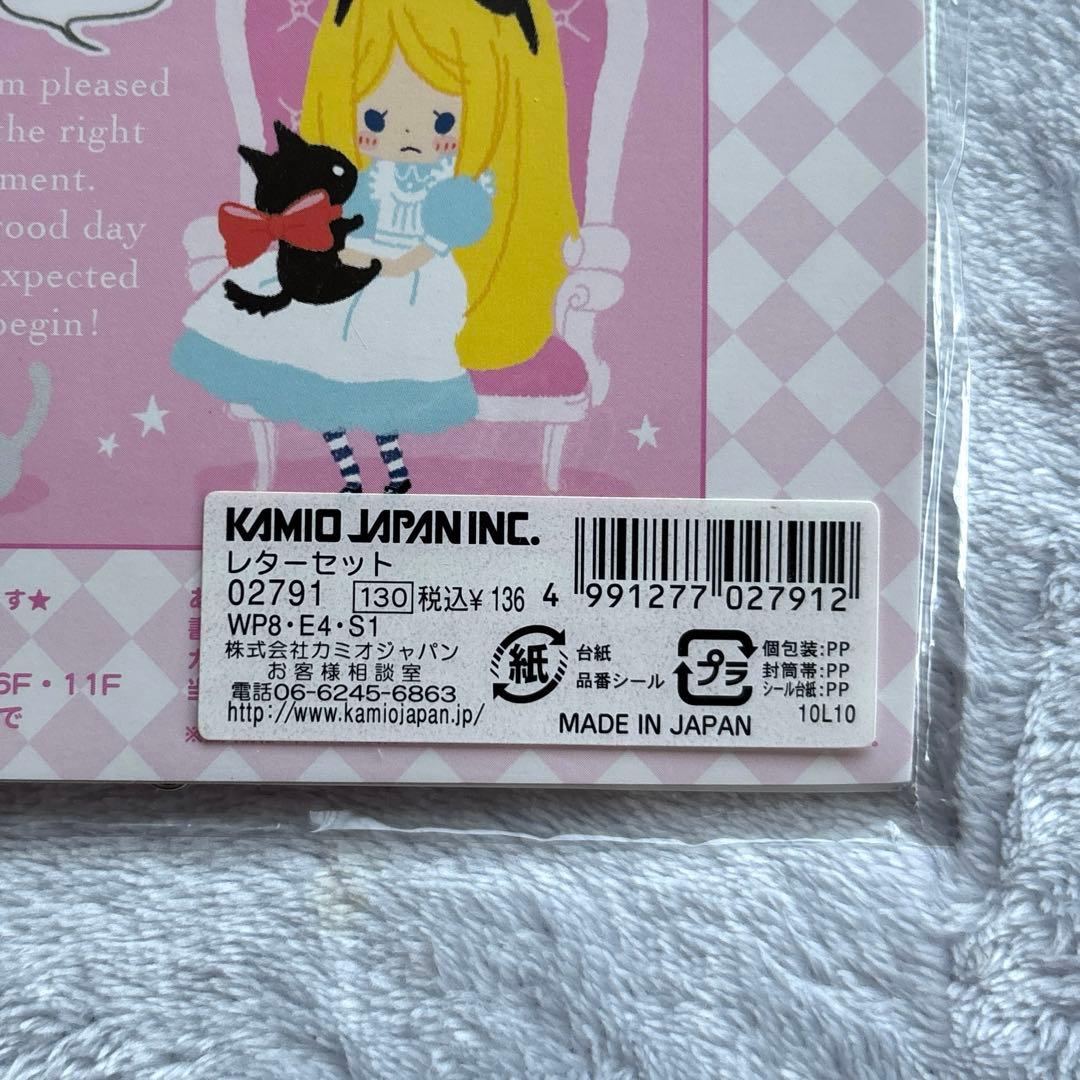 m pleased
the right
ment.
good day
expected
begin!
す★
6F・11F
で
KAMIO JAPAN INC.
レターセット
02791 130 税込¥136
WP8・E4・S1
株式会社カミオジャパン
お客様相談室
電話06-6245-6863
http://www.kamiojapan.jp/
4 991277 027912
紙 台紙
品番シール
プラ 個包装:PP
封筒帯:PP
シール台紙:PP
10L10
MADE IN JAPAN